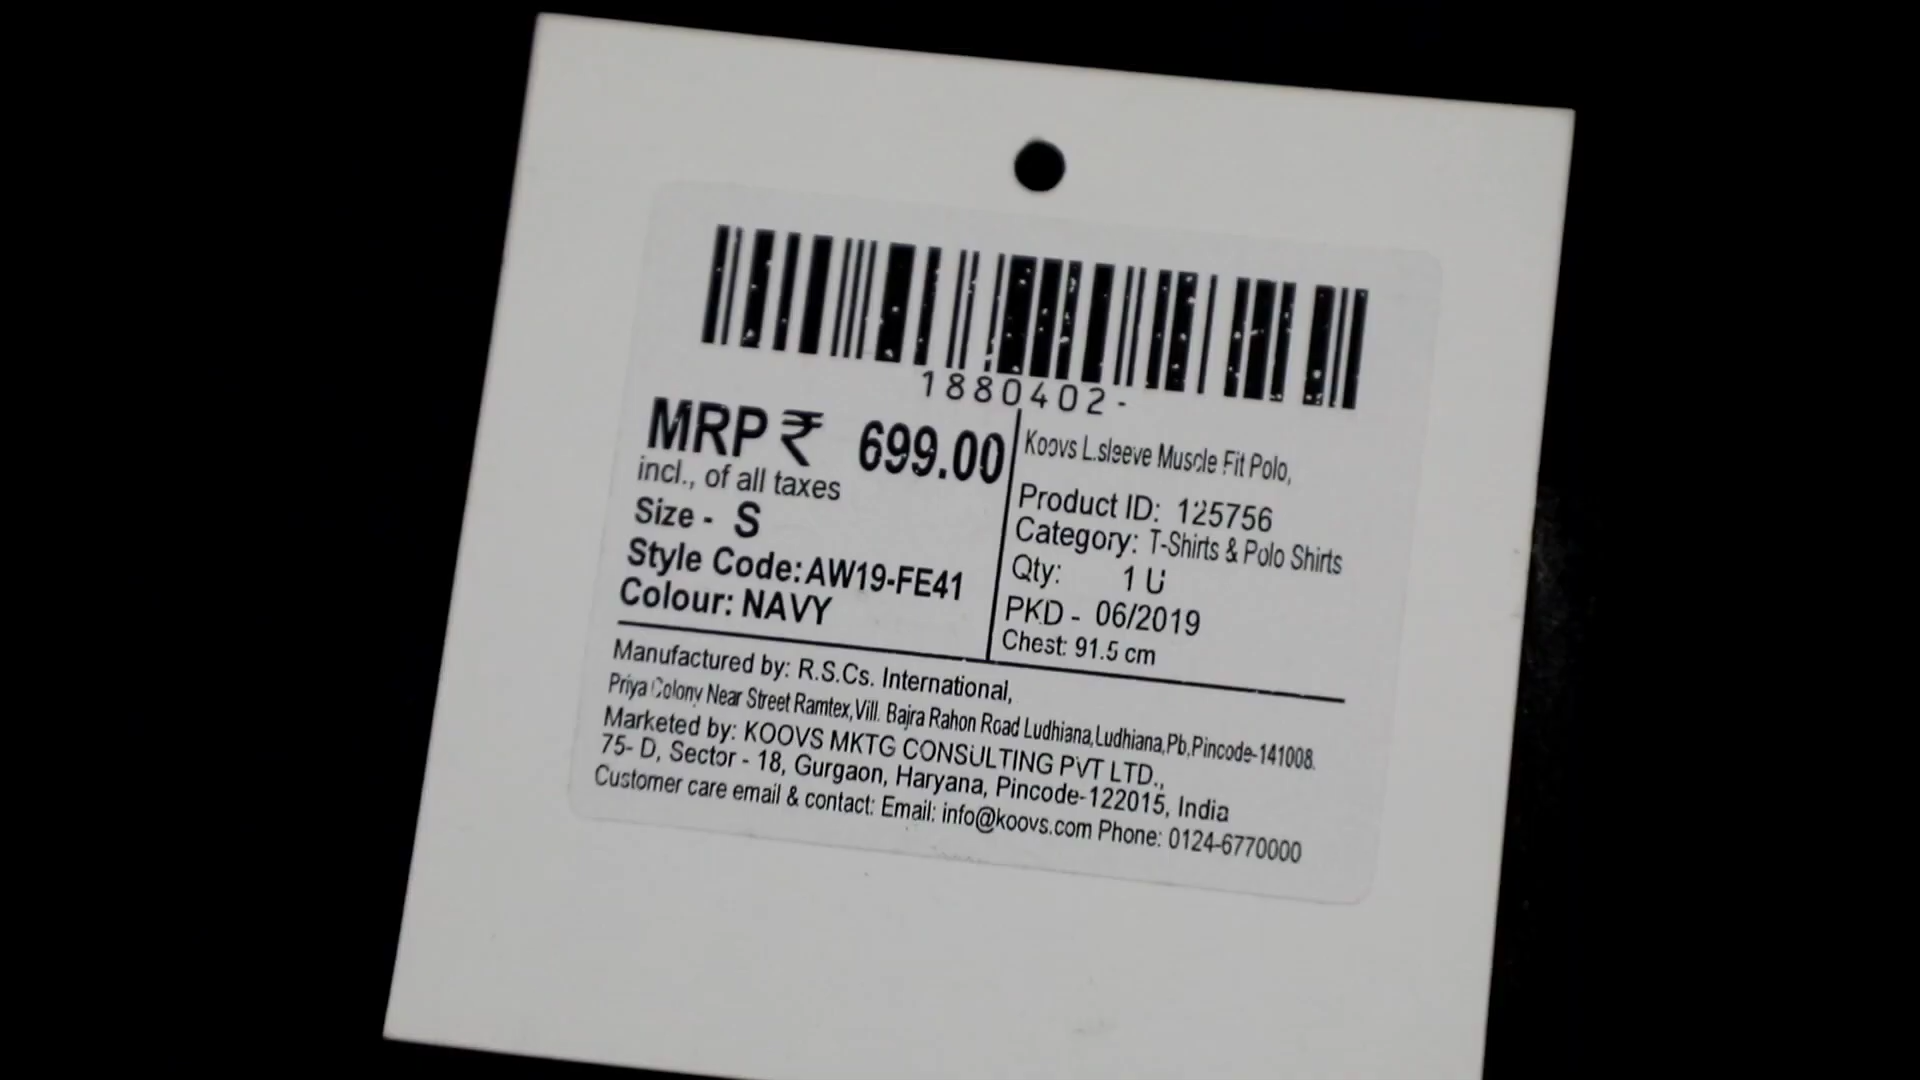 1880402-
MRP ₹ 699.00
incl., of all taxes
Size - S
Style Code: AW19-FE41
Colour: NAVY
Koovs L.sleeve Muscle Fit Polo,
Product ID: 125756
Category: T-Shirts & Polo Shirts
Qty: 1 U
PKD - 06/2019
Chest: 91.5 cm
Manufactured by: R.S.Cs. International,
Priya Colony Near Street Ramtex,Vill. Bajra Rahon Road Ludhiana,Ludhiana,Pb,Pincode-141008.
Marketed by: KOOVS MKTG CONSULTING PVT LTD.,
75- D, Sector - 18, Gurgaon, Haryana, Pincode-122015, India
Customer care email & contact: Email: info@koovs.com Phone: 0124-6770000